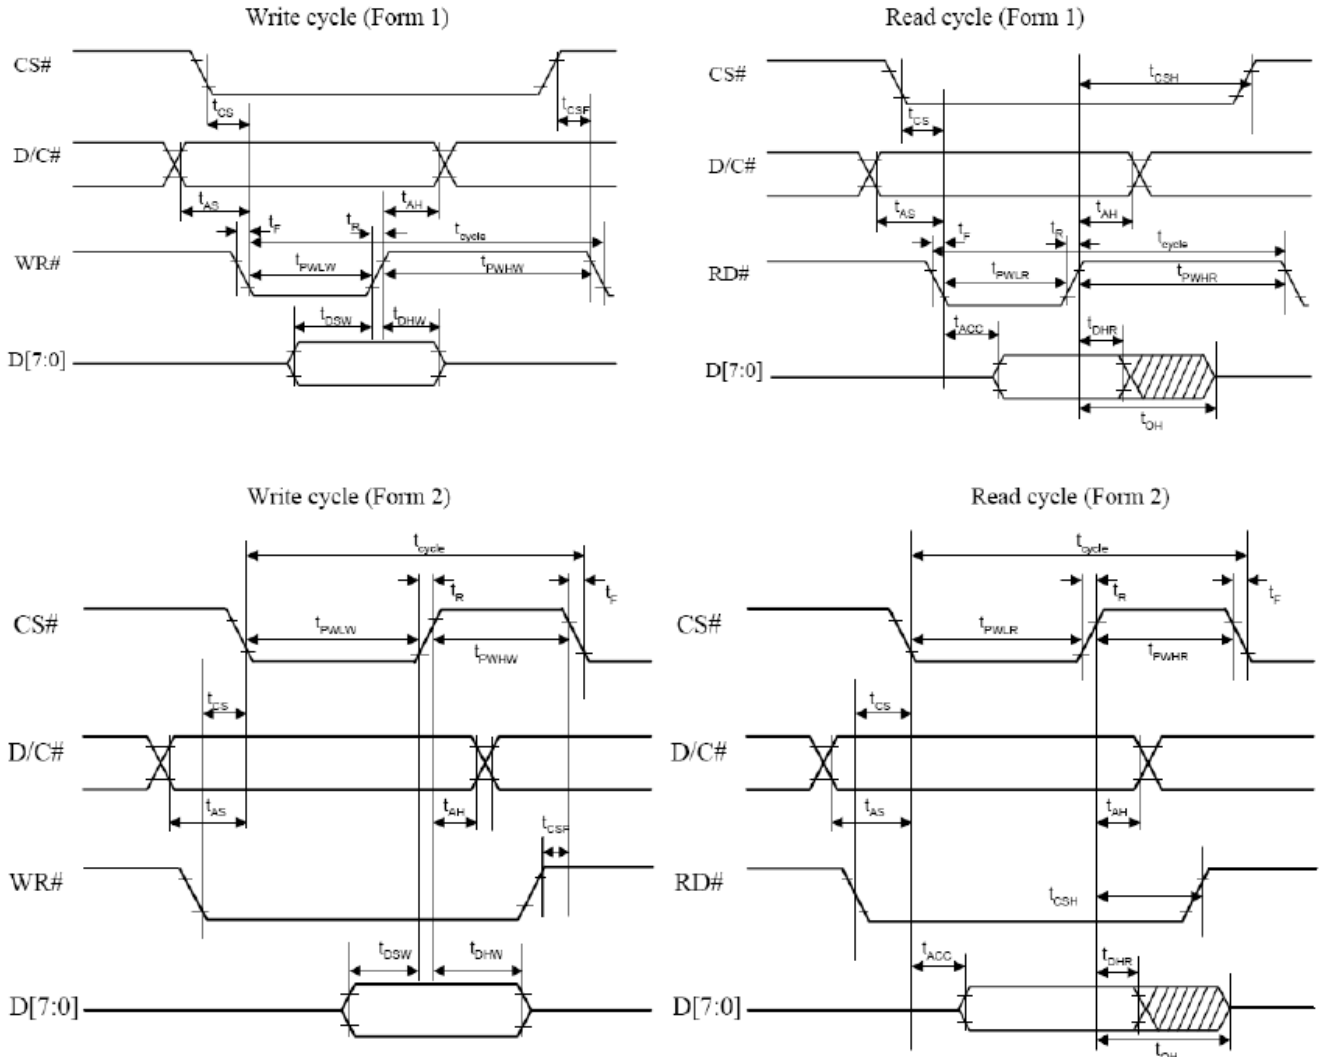 Write cycle (Form 1)
CS#
tCS
tCSF
D/C#
tAS
tAH
tF
tR
tcycle
WR#
tPWLW
tPWHW
tDSW
tDHW
D[7:0]
Read cycle (Form 1)
CS#
tCSH
tCS
D/C#
tAS
tAH
tF
tR
tcycle
RD#
tPWLR
tPWHR
tACC
tDHR
D[7:0]
tOH
Write cycle (Form 2)
tcycle
tR
tF
CS#
tPWLW
tPWHW
tCS
D/C#
tAS
tAH
tCSF
WR#
tDSW
tDHW
D[7:0]
Read cycle (Form 2)
tcycle
tR
tF
CS#
tPWLR
tPWHR
tCS
D/C#
tAS
tAH
RD#
tCSH
tACC
tDHR
D[7:0]
tOH